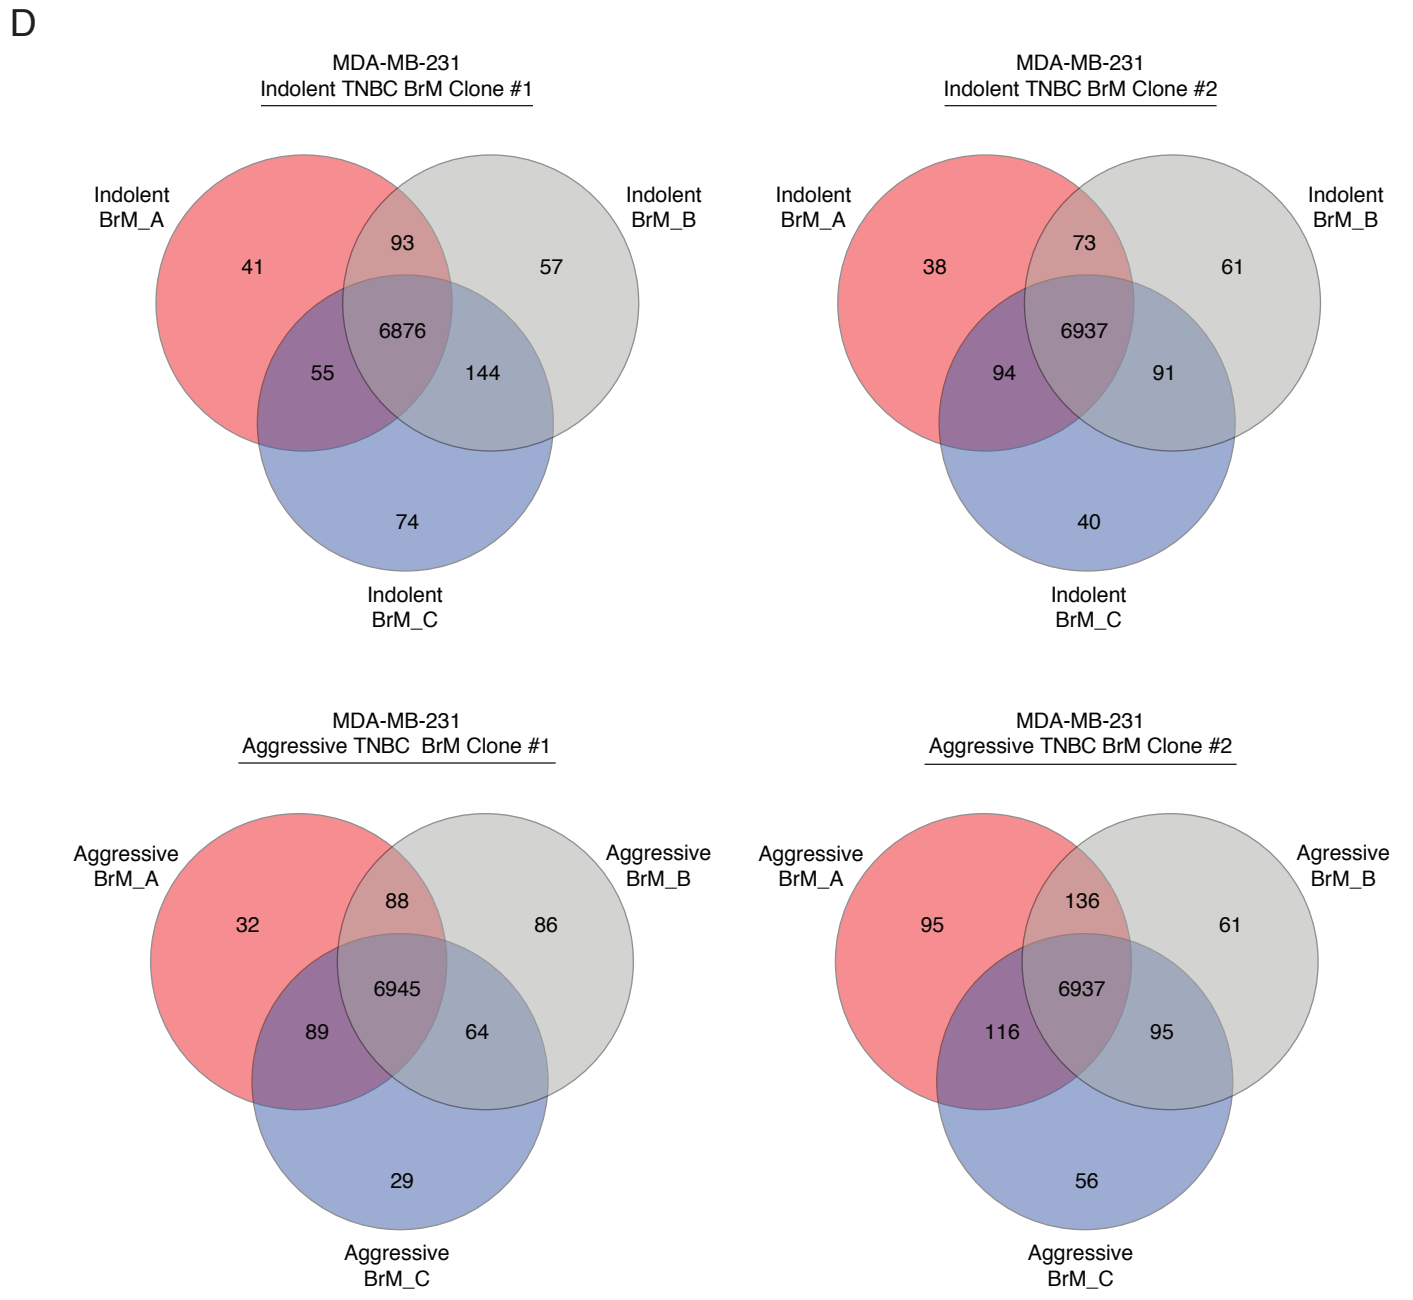 D
MDA-MB-231
Indolent TNBC BrM Clone #1
Indolent
BrM_A
Indolent
BrM_B
41
93
57
6876
55
144
74
Indolent
BrM_C
MDA-MB-231
Indolent TNBC BrM Clone #2
Indolent
BrM_A
Indolent
BrM_B
38
73
61
6937
94
91
40
Indolent
BrM_C
MDA-MB-231
Aggressive TNBC  BrM Clone #1
Aggressive
BrM_A
Aggressive
BrM_B
32
88
86
6945
89
64
29
Aggressive
BrM_C
MDA-MB-231
Aggressive TNBC BrM Clone #2
Aggressive
BrM_A
Agressive
BrM_B
95
136
61
6937
116
95
56
Aggressive
BrM_C